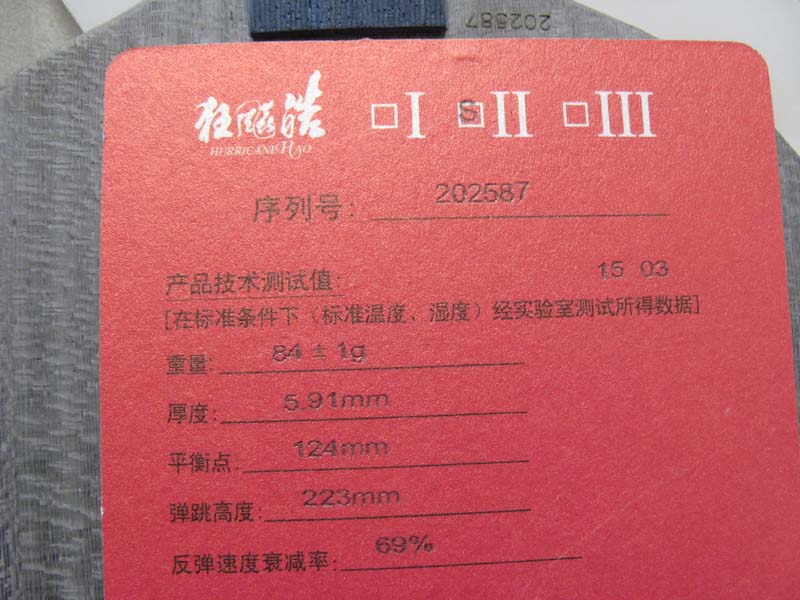 202587
狂飚皓 □I S□II □III
HURRICANE HAO
序列号: 202587
产品技术测试值: 15 03
[在标准条件下（标准温度、湿度）经实验室测试所得数据]
重量: 84 ± 1g
厚度: 5.91mm
平衡点: 124mm
弹跳高度: 223mm
反弹速度衰减率: 69%